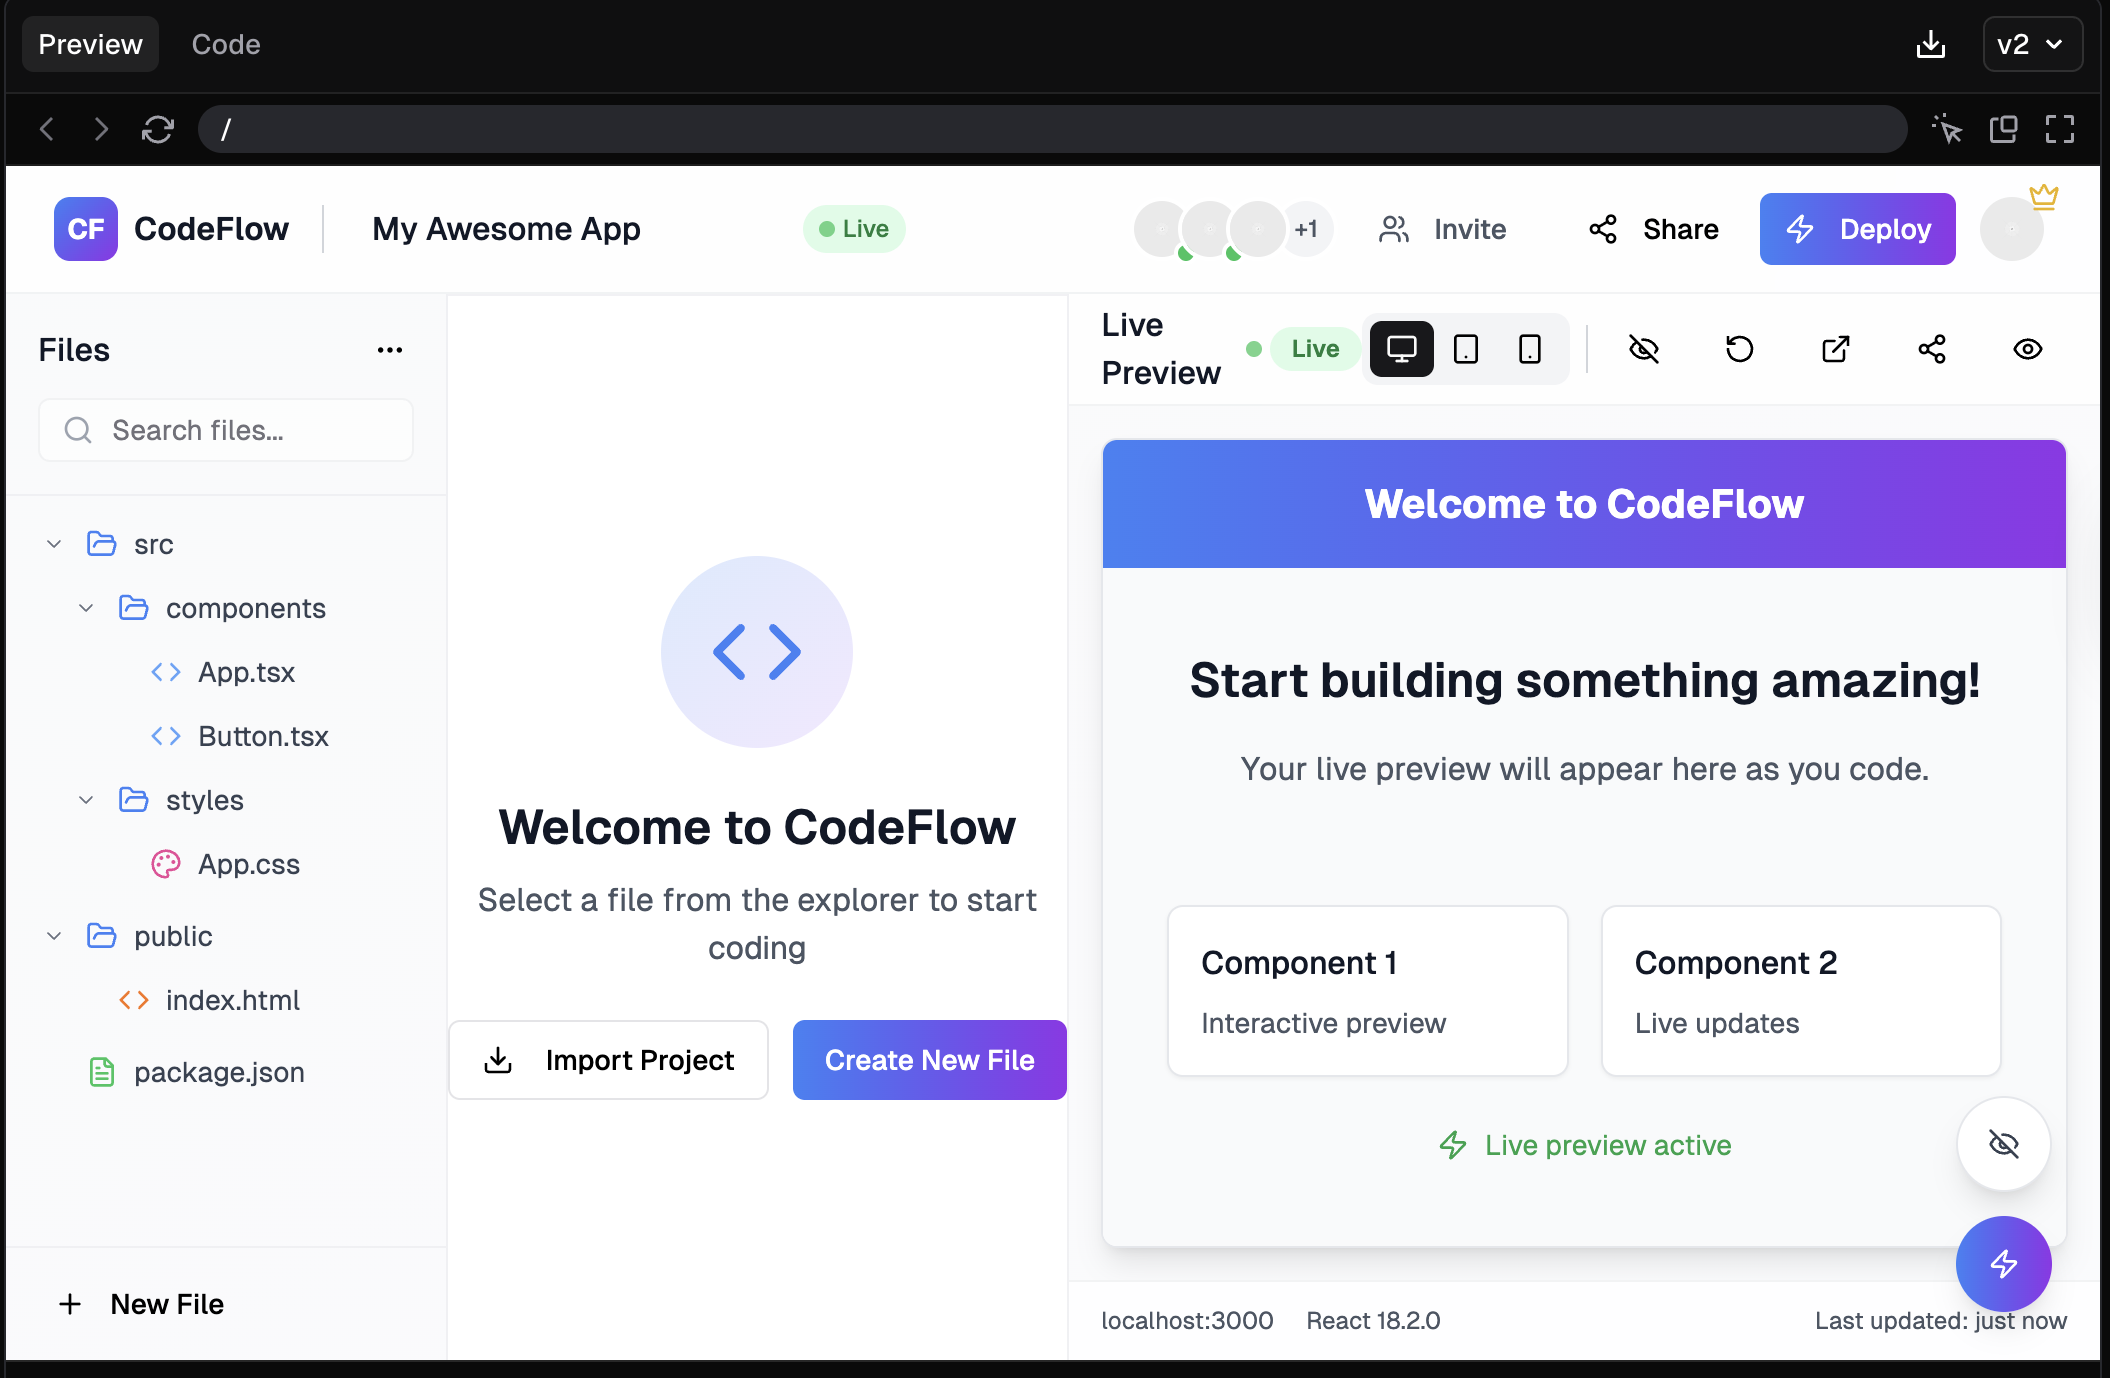 Preview
Code
v2
/
CF
CodeFlow
My Awesome App
Live
+1
Invite
Share
Deploy
Files
Search files...
src
components
App.tsx
Button.tsx
styles
App.css
public
index.html
package.json
New File
Welcome to CodeFlow
Select a file from the explorer to start
coding
Import Project
Create New File
Live
Preview
Live
Welcome to CodeFlow
Start building something amazing!
Your live preview will appear here as you code.
Component 1
Interactive preview
Component 2
Live updates
Live preview active
localhost:3000
React 18.2.0
Last updated: just now